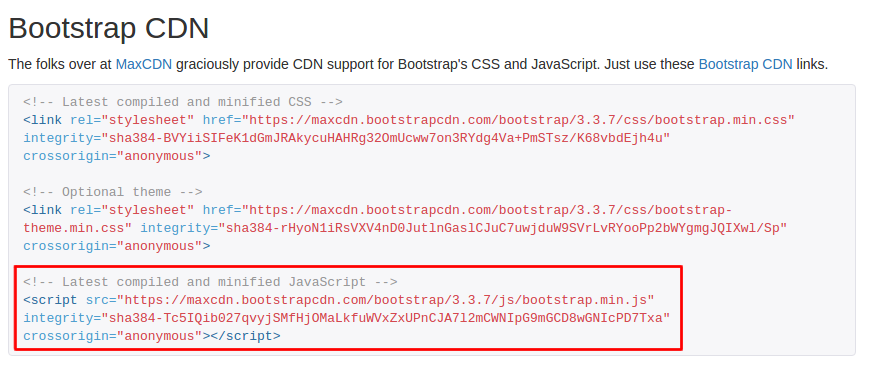 Bootstrap CDN
The folks over at MaxCDN graciously provide CDN support for Bootstrap's CSS and JavaScript. Just use these Bootstrap CDN links.
<!-- Latest compiled and minified CSS -->
<link rel="stylesheet" href="https://maxcdn.bootstrapcdn.com/bootstrap/3.3.7/css/bootstrap.min.css"
integrity="sha384-BVYiiSIFeK1dGmJRAkycuHAHRg32OmUcww7on3RYdg4Va+PmSTsz/K68vbdEjh4u"
crossorigin="anonymous">
<!-- Optional theme -->
<link rel="stylesheet" href="https://maxcdn.bootstrapcdn.com/bootstrap/3.3.7/css/bootstrap-
theme.min.css" integrity="sha384-rHyoN1iRsVXV4nD0JutlnGaslCJuC7uwjduW9SVrLvRYooPp2bWYgmgJQIXwl/Sp"
crossorigin="anonymous">
<!-- Latest compiled and minified JavaScript -->
<script src="https://maxcdn.bootstrapcdn.com/bootstrap/3.3.7/js/bootstrap.min.js"
integrity="sha384-Tc5IQib027qvyjSMfHjOMaLkfuWVxZxUPnCJA7l2mCWNIpG9mGCD8wGNIcPD7Txa"
crossorigin="anonymous"></script>